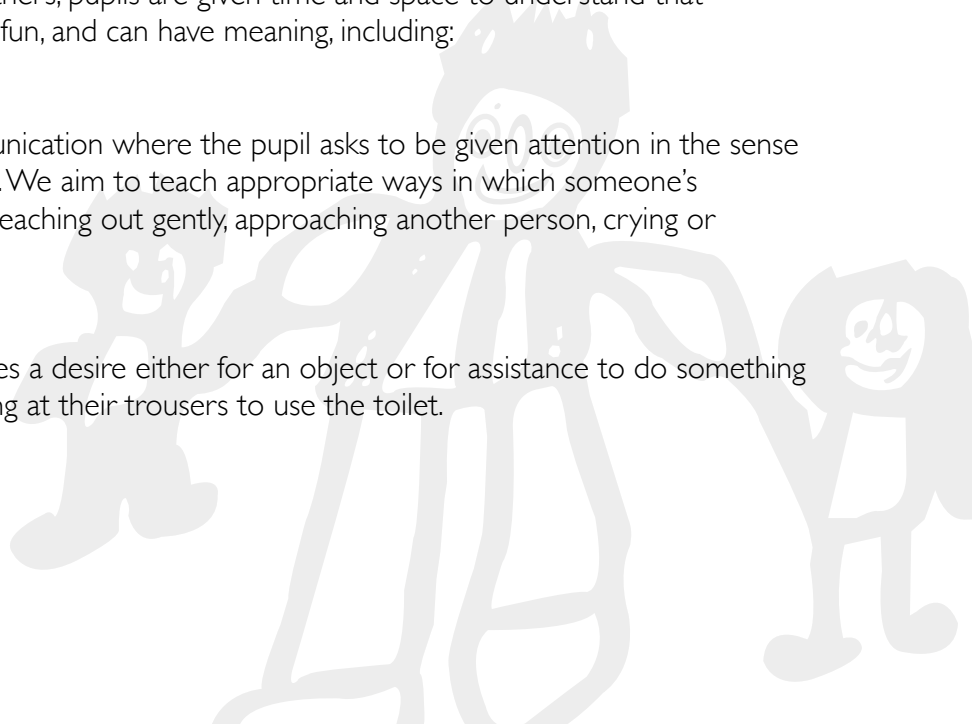 pupils are given time and space to understand that
fun, and can have meaning, including:
unication where the pupil asks to be given attention in the sense
. We aim to teach appropriate ways in which someone's
eaching out gently, approaching another person, crying or
es a desire either for an object or for assistance to do something
ng at their trousers to use the toilet.